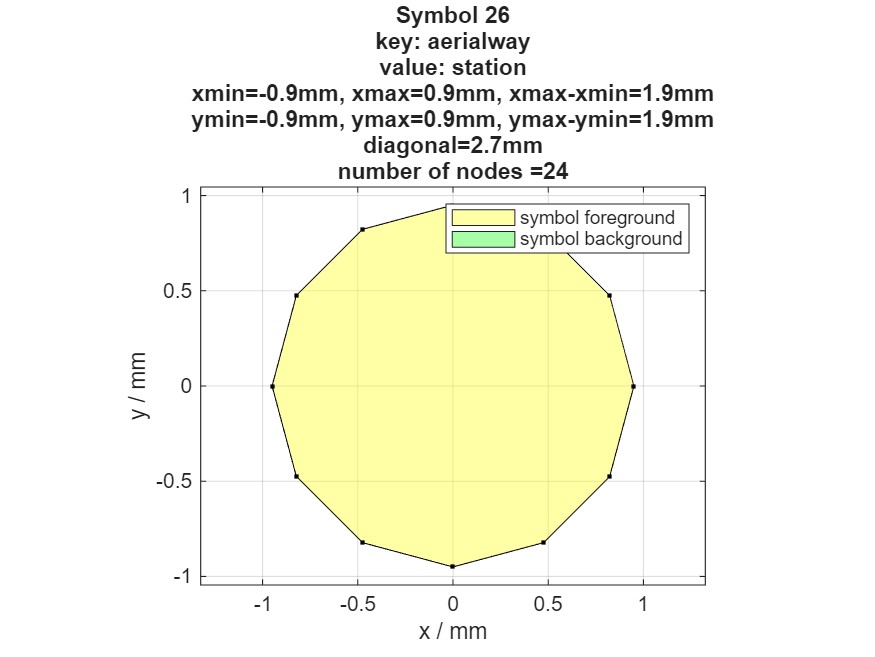 Symbol 26
key: aerialway
value: station
xmin=-0.9mm, xmax=0.9mm, xmax-xmin=1.9mm
ymin=-0.9mm, ymax=0.9mm, ymax-ymin=1.9mm
diagonal=2.7mm
number of nodes =24
symbol foreground
symbol background
1
0.5
0
-0.5
-1
y / mm
-1
-0.5
0
0.5
1
x / mm